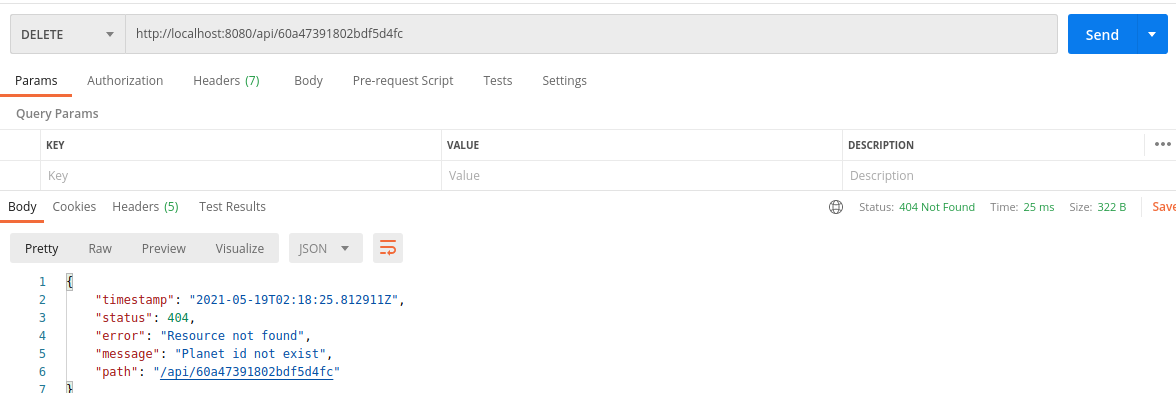 DELETE http://localhost:8080/api/60a47391802bdf5d4fc Send
Params Authorization Headers (7) Body Pre-request Script Tests Settings
Query Params
KEY VALUE DESCRIPTION
Key Value Description
Body Cookies Headers (5) Test Results Status: 404 Not Found Time: 25 ms Size: 322 B Save
Pretty Raw Preview Visualize JSON
1 {
2 "timestamp": "2021-05-19T02:18:25.812911Z",
3 "status": 404,
4 "error": "Resource not found",
5 "message": "Planet id not exist",
6 "path": "/api/60a47391802bdf5d4fc"
7 }